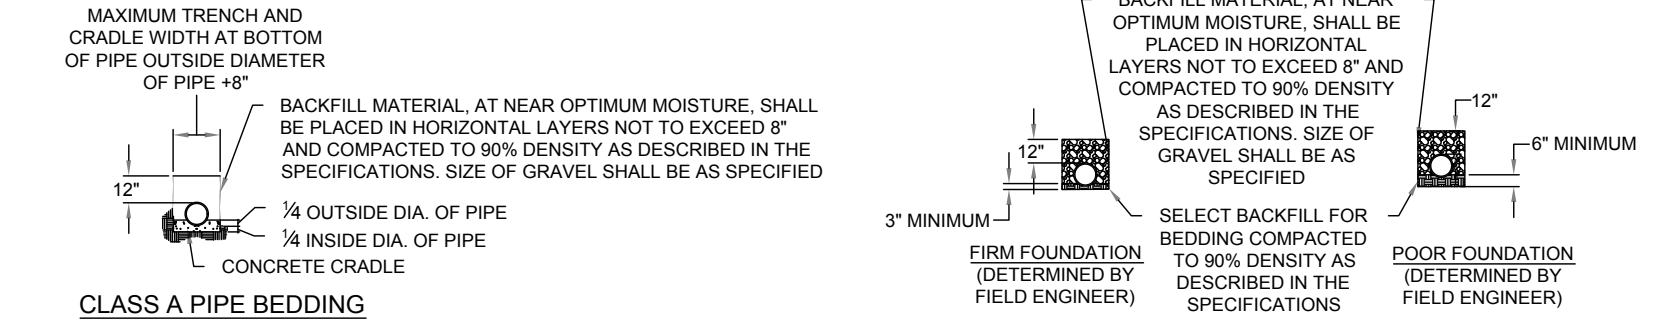 MAXIMUM TRENCH AND
CRADLE WIDTH AT BOTTOM
OF PIPE OUTSIDE DIAMETER
OF PIPE +8"
BACKFILL MATERIAL, AT NEAR OPTIMUM MOISTURE, SHALL
BE PLACED IN HORIZONTAL LAYERS NOT TO EXCEED 8"
AND COMPACTED TO 90% DENSITY AS DESCRIBED IN THE
SPECIFICATIONS. SIZE OF GRAVEL SHALL BE AS SPECIFIED
12"
¼ OUTSIDE DIA. OF PIPE
¼ INSIDE DIA. OF PIPE
CONCRETE CRADLE
CLASS A PIPE BEDDING
BACKFILL MATERIAL, AT NEAR
OPTIMUM MOISTURE, SHALL BE
PLACED IN HORIZONTAL
LAYERS NOT TO EXCEED 8" AND
COMPACTED TO 90% DENSITY
AS DESCRIBED IN THE
SPECIFICATIONS. SIZE OF
GRAVEL SHALL BE AS
SPECIFIED
12"
3" MINIMUM
12"
6" MINIMUM
FIRM FOUNDATION
(DETERMINED BY
FIELD ENGINEER)
SELECT BACKFILL FOR
BEDDING COMPACTED
TO 90% DENSITY AS
DESCRIBED IN THE
SPECIFICATIONS
POOR FOUNDATION
(DETERMINED BY
FIELD ENGINEER)